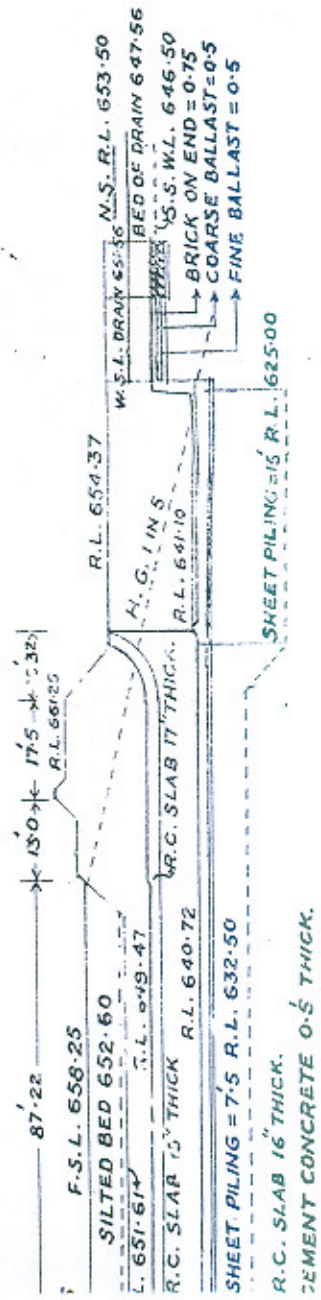 87'.22
13'.0
17'.5
F.S.L. 658.25
SILTED BED 652.60
L. 651.61
R.L. 649.47
R.C. SLAB 15" THICK
R.L. 640.72
SHEET PILING = 7'.5 R.L. 632.50
R.C. SLAB 16" THICK.
CEMENT CONCRETE 0.5' THICK.
R.L. 661.25
R.C. SLAB 17" THICK.
R.L. 654.37
H.G. 1 IN 5
R.L. 641.10
SHEET PILING = 15' R.L. 625.00
N.S. R.L. 653.50
W.S.L. DRAIN 651.56
BED OF DRAIN 647.56
S.S.W.L. 646.50
BRICK ON END = 0.75
COARSE BALLAST = 0.5
FINE BALLAST = 0.5